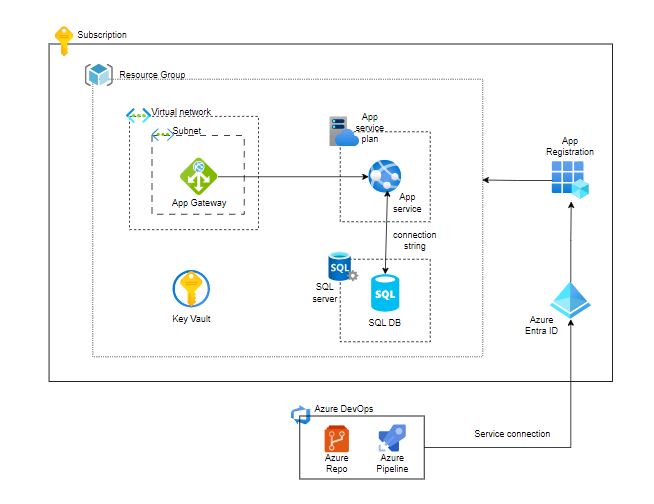 Subscription
Resource Group
Virtual network
Subnet
App Gateway
App
service
plan
App
service
App
Registration
connection
string
SQL
SQL
server
SQL
SQL DB
Key Vault
Azure
Entra ID
Azure DevOps
Azure
Repo
Azure
Pipeline
Service connection